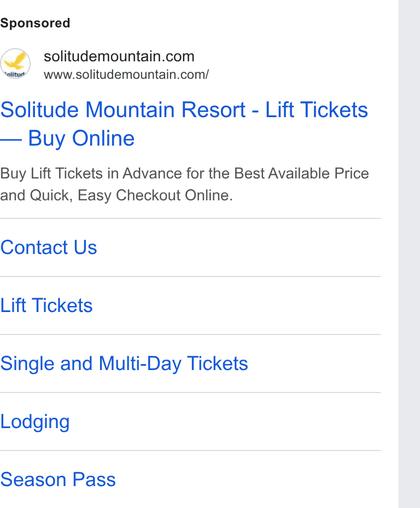 Sponsored
solitudemountain.com
www.solitudemountain.com/
Solitude Mountain Resort - Lift Tickets
— Buy Online
Buy Lift Tickets in Advance for the Best Available Price
and Quick, Easy Checkout Online.
Contact Us
Lift Tickets
Single and Multi-Day Tickets
Lodging
Season Pass